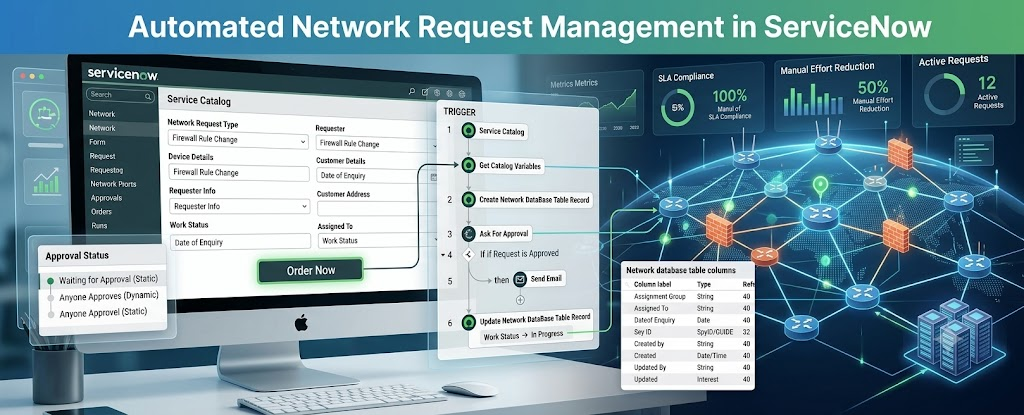 Automated Network Request Management in ServiceNow
servicenow
Search
Network
Network
Form
Request
Requestog
Network Pronts
Approvals
Orders
Runs
Service Catalog
Network Request Type
Firewall Rule Change
Requester
Firewall Rule Change
Device Details
Firewall Rule Change
Customer Details
Date of Enquiry
Requester Info
Requester Info
Customer Address
Work Status
Date of Enquiry
Assigned To
Work Status
Order Now
Approval Status
Waiting for Approval (Static)
Anyone Approves (Dynamic)
Anyone Approvel (Static)
TRIGGER
1 Service Catalog
Get Catalog Variables
2 Create Network DataBase Table Record
3 Ask For Approval
4 If if Request is Approved
5 then Send Email
6 Update Network DataBase Table Record
Work Status → In Progress
Metrics Metrics
SLA Compliance
5%
100%
Manul of
SLA Compliance
Manual Effort Reduction
50%
Manual Effort
Reduction
Active Requests
12
Active
Requests
Network database table columns
Column label Type Refs
Assignment Group String 40
Assigned To String 40
Dateof Enquiry Date 40
Sey ID SpyID/GUIDE 32
Created by String 40
Created Date/Time 40
Updated By String 40
Updated Interest 40